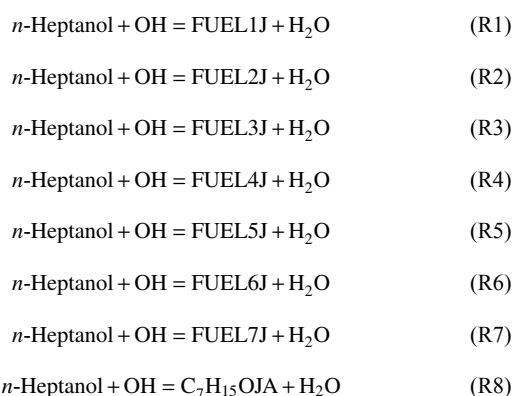 n-Heptanol + OH = FUEL1J + H₂O (R1)
n-Heptanol + OH = FUEL2J + H₂O (R2)
n-Heptanol + OH = FUEL3J + H₂O (R3)
n-Heptanol + OH = FUEL4J + H₂O (R4)
n-Heptanol + OH = FUEL5J + H₂O (R5)
n-Heptanol + OH = FUEL6J + H₂O (R6)
n-Heptanol + OH = FUEL7J + H₂O (R7)
n-Heptanol + OH = C₇H₁₅OJA + H₂O (R8)